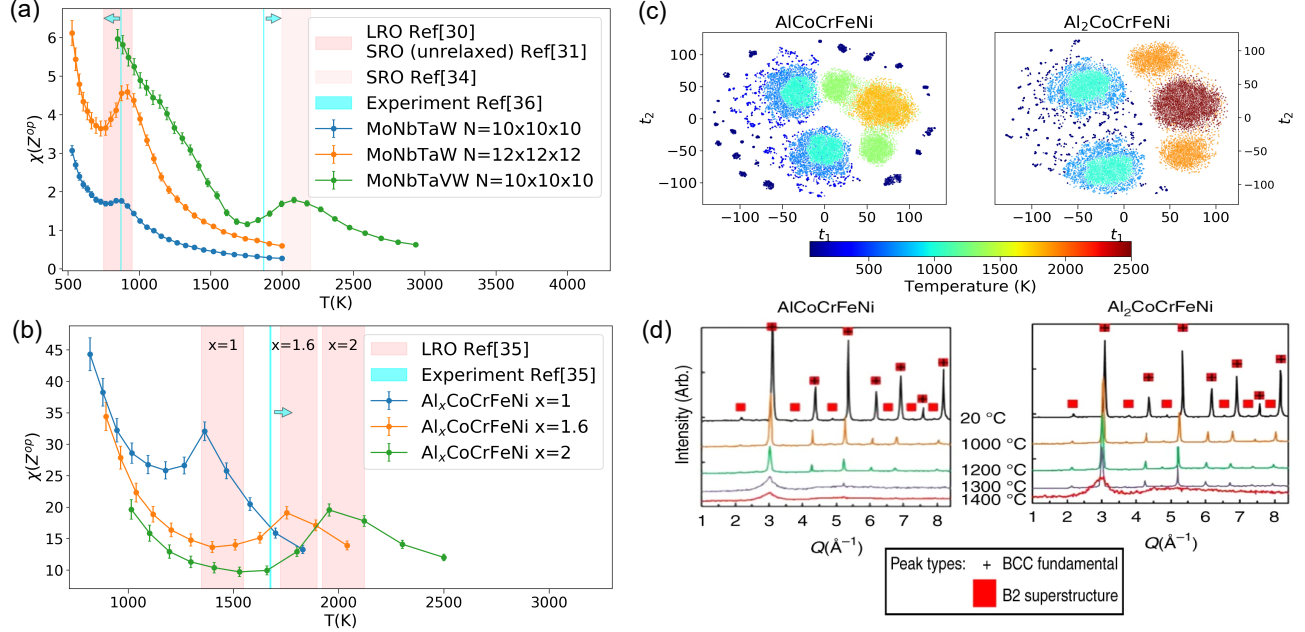 (a)
6
5
4
3
2
1
0
χ(Z^op)
500 1000 1500 2000 2500 3000 3500 4000
T(K)
LRO Ref[30]
SRO (unrelaxed) Ref[31]
SRO Ref[34]
Experiment Ref[36]
MoNbTaW N=10x10x10
MoNbTaW N=12x12x12
MoNbTaVW N=10x10x10
(b)
45
40
35
30
25
20
15
10
χ(Z^op)
x=1 x=1.6 x=2
1000 1500 2000 2500 3000
T(K)
LRO Ref[35]
Experiment Ref[35]
AlₓCoCrFeNi x=1
AlₓCoCrFeNi x=1.6
AlₓCoCrFeNi x=2
(c)
AlCoCrFeNi Al₂CoCrFeNi
100
50
0
−50
−100
t₂
−100 −50 0 50 100
t₁
100
50
0
−50
−100
t₂
−100 −50 0 50 100
t₁
500 1000 1500 2000 2500
Temperature (K)
(d)
AlCoCrFeNi Al₂CoCrFeNi
Intensity (Arb.)
20 °C
1000 °C
1200 °C
1300 °C
1400 °C
1 2 3 4 5 6 7 8
Q(Å⁻¹)
1 2 3 4 5 6 7 8
Q(Å⁻¹)
Peak types: + BCC fundamental
B2 superstructure